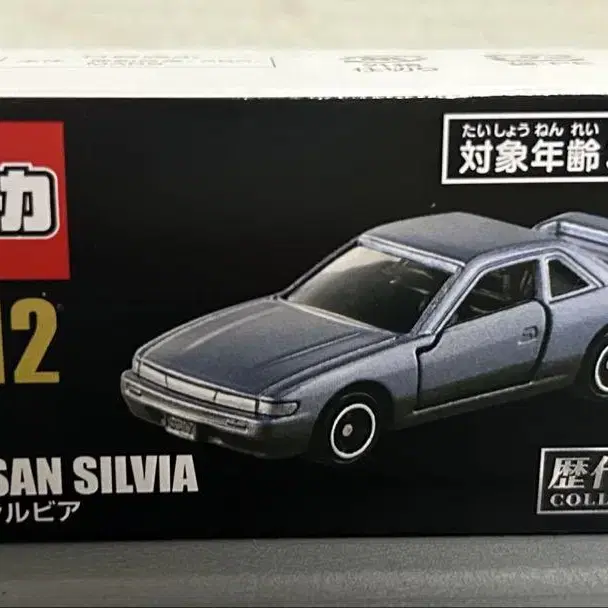 たいしょう ねん れい
対象年齢
カ
12
SAN SILVIA
ルビア
歴代
COLL